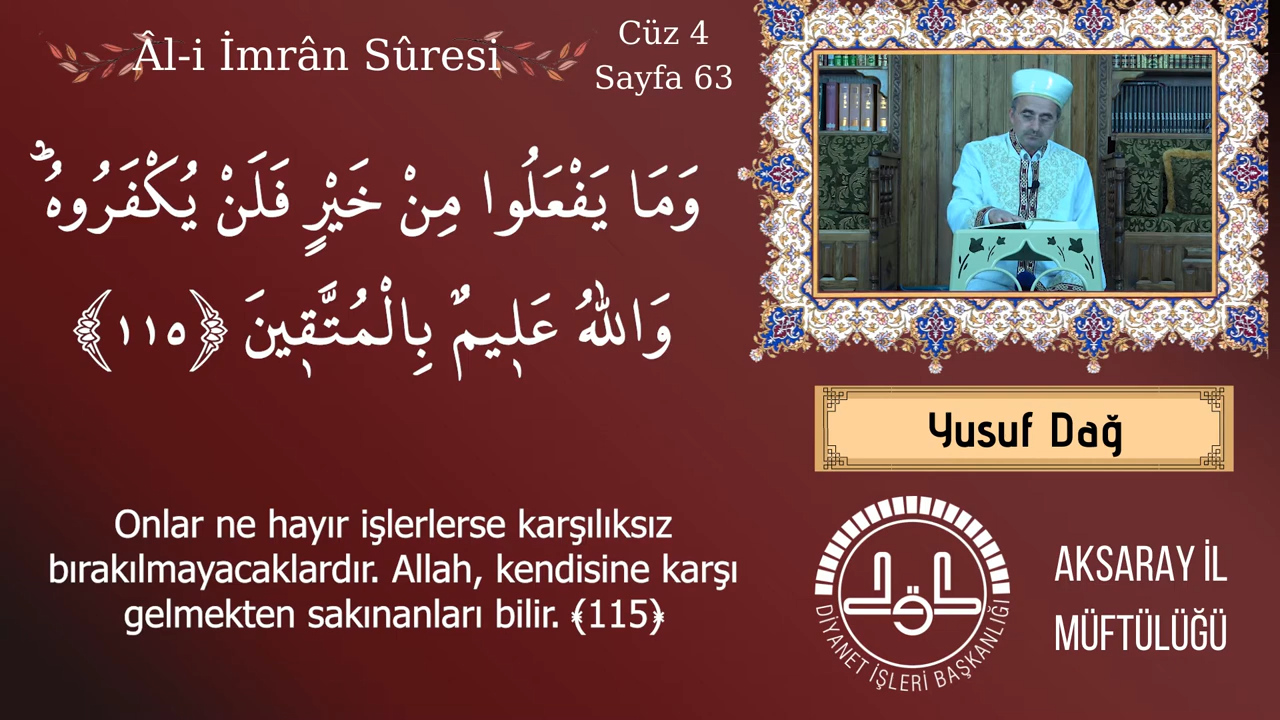 Âl-i İmrân Sûresi
Cüz 4
Sayfa 63
وَمَا يَفْعَلُوا مِنْ خَيْرٍ فَلَنْ يُكْفَرُوهُۜ
وَاللّٰهُ عَلٖيمٌ بِالْمُتَّقٖينَ ﴿١١٥﴾
Onlar ne hayır işlerlerse karşılıksız
bırakılmayacaklardır. Allah, kendisine karşı
gelmekten sakınanları bilir. ﴾115﴿
Yusuf Dağ
DİYANET İŞLERİ BAŞKANLIĞI
AKSARAY İL
MÜFTÜLÜĞÜ